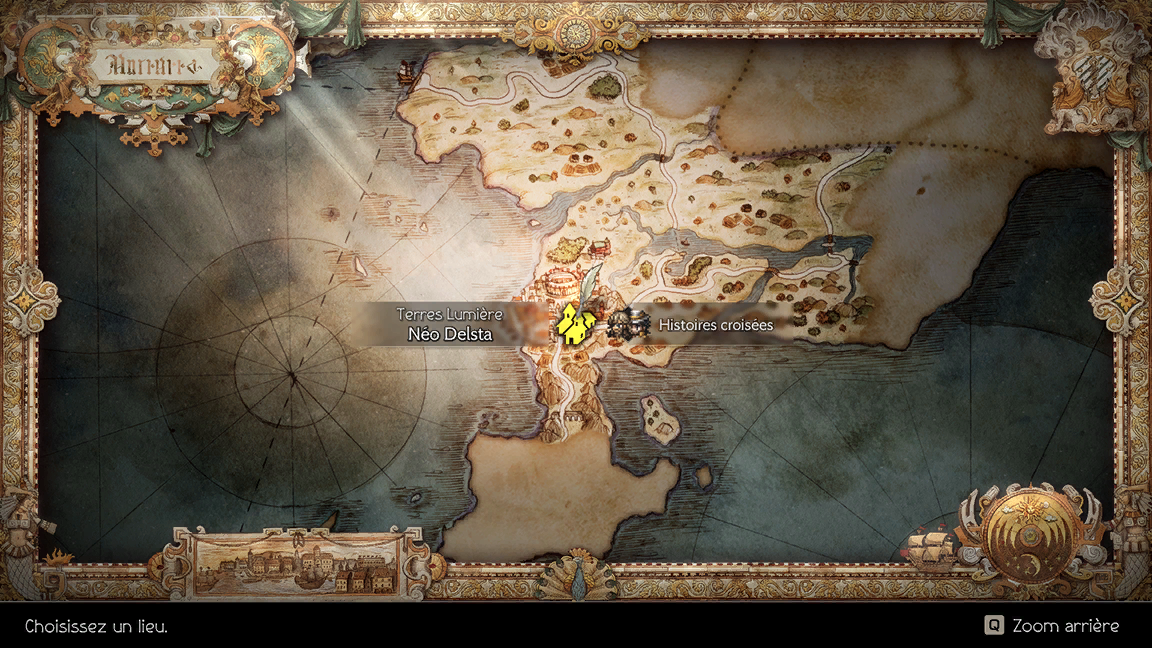 Terres Lumière
Néo Delsta
Histoires croisées
Choisissez un lieu.
Q Zoom arrière